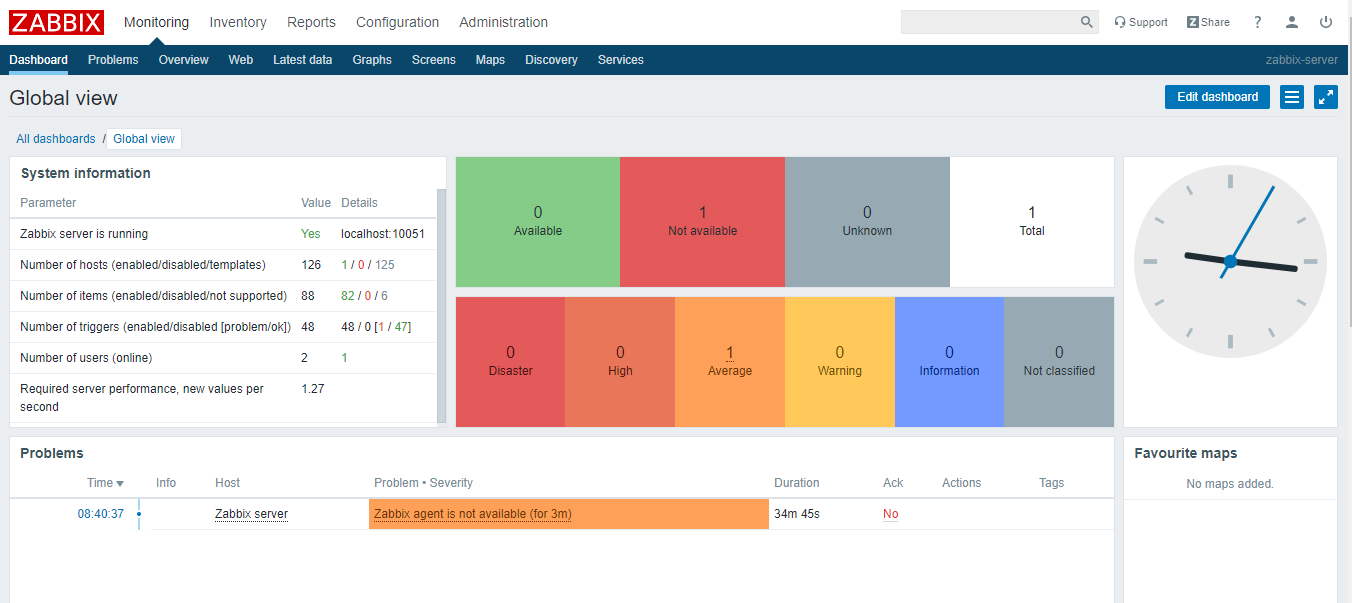 ZABBIX Monitoring Inventory Reports Configuration Administration Support Z Share ?
Dashboard Problems Overview Web Latest data Graphs Screens Maps Discovery Services zabbix-server
Global view Edit dashboard
All dashboards / Global view
System information
Parameter Value Details
Zabbix server is running Yes localhost:10051
Number of hosts (enabled/disabled/templates) 126 1 / 0 / 125
Number of items (enabled/disabled/not supported) 88 82 / 0 / 6
Number of triggers (enabled/disabled [problem/ok]) 48 48 / 0 [1 / 47]
Number of users (online) 2 1
Required server performance, new values per 1.27
second
0 1 0 1
Available Not available Unknown Total
0 0 1 0 0 0
Disaster High Average Warning Information Not classified
Problems
Time Info Host Problem • Severity Duration Ack Actions Tags
08:40:37 Zabbix server Zabbix agent is not available (for 3m) 34m 45s No
Favourite maps
No maps added.